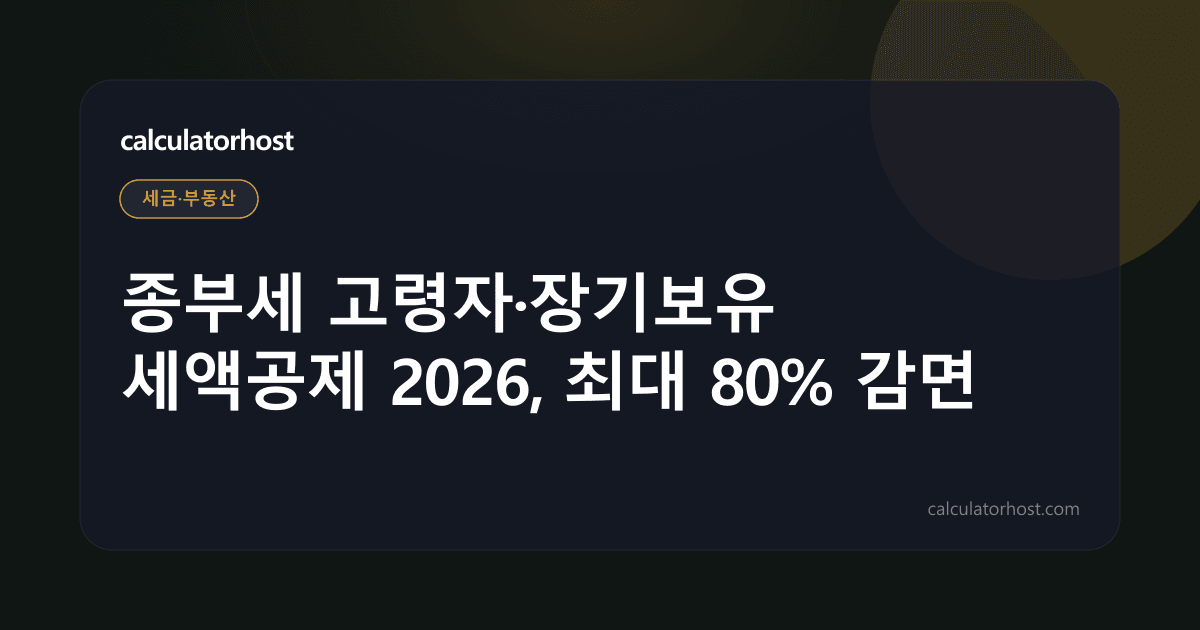 calculatorhost
세금·부동산
종부세 고령자·장기보유
세액공제 2026, 최대 80% 감면
calculatorhost.com